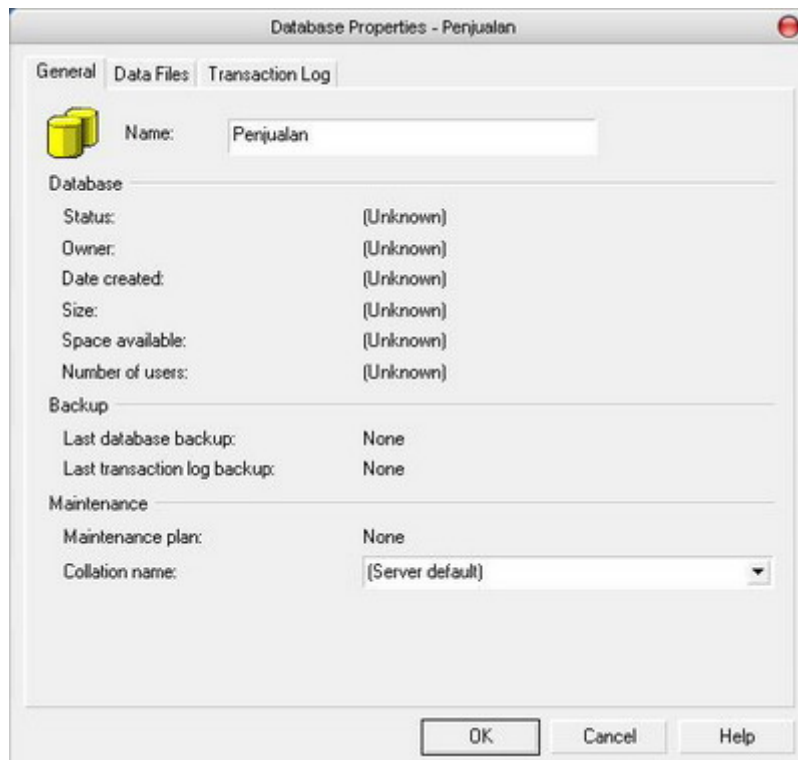 Database Properties - Penjualan
General Data Files Transaction Log
Name: Penjualan
Database
Status: (Unknown)
Owner: (Unknown)
Date created: (Unknown)
Size: (Unknown)
Space available: (Unknown)
Number of users: (Unknown)
Backup
Last database backup: None
Last transaction log backup: None
Maintenance
Maintenance plan: None
Collation name: (Server default)
OK Cancel Help